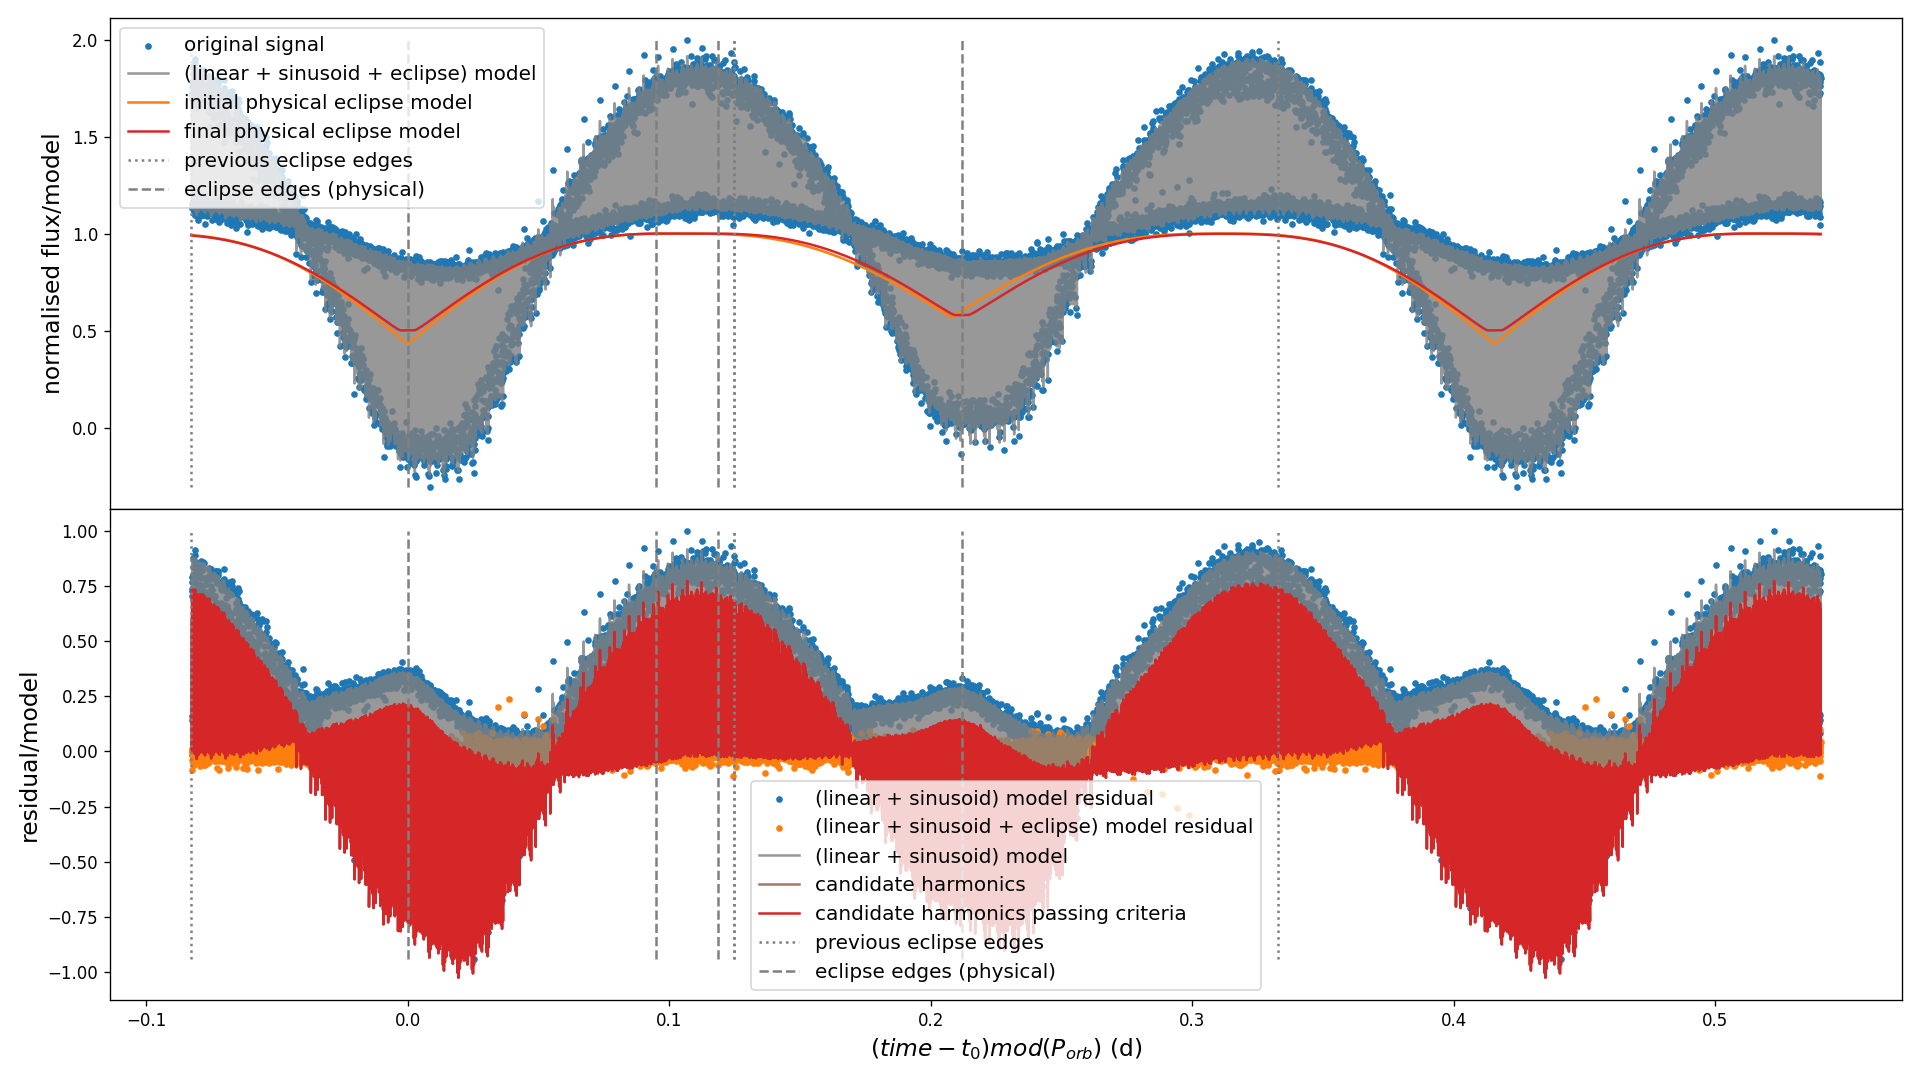 original signal
(linear + sinusoid + eclipse) model
initial physical eclipse model
final physical eclipse model
previous eclipse edges
eclipse edges (physical)
normalised flux/model
2.0
1.5
1.0
0.5
0.0
residual/model
1.00
0.75
0.50
0.25
0.00
−0.25
−0.50
−0.75
−1.00
(linear + sinusoid) model residual
(linear + sinusoid + eclipse) model residual
(linear + sinusoid) model
candidate harmonics
candidate harmonics passing criteria
previous eclipse edges
eclipse edges (physical)
−0.1 0.0 0.1 0.2 0.3 0.4 0.5
(time − t₀)mod(Pₒᵣb) (d)